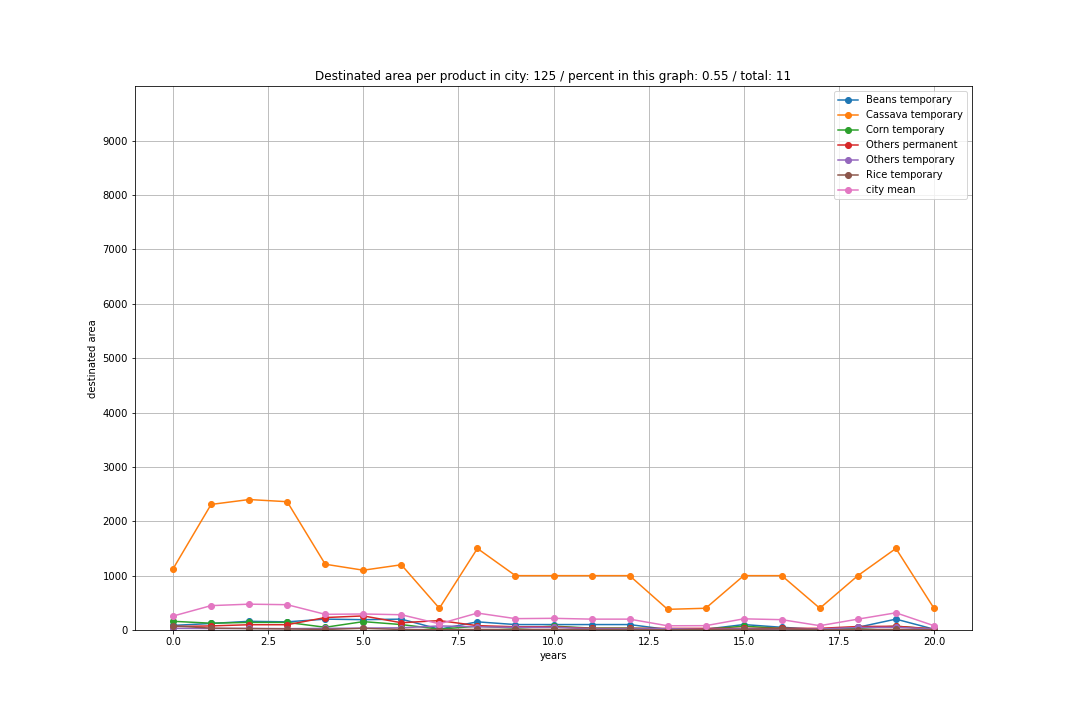 Destinated area per product in city: 125 / percent in this graph: 0.55 / total: 11
Beans temporary
Cassava temporary
Corn temporary
Others permanent
Others temporary
Rice temporary
city mean
9000
8000
7000
6000
5000
4000
3000
2000
1000
0
destinated area
0.0 2.5 5.0 7.5 10.0 12.5 15.0 17.5 20.0
years